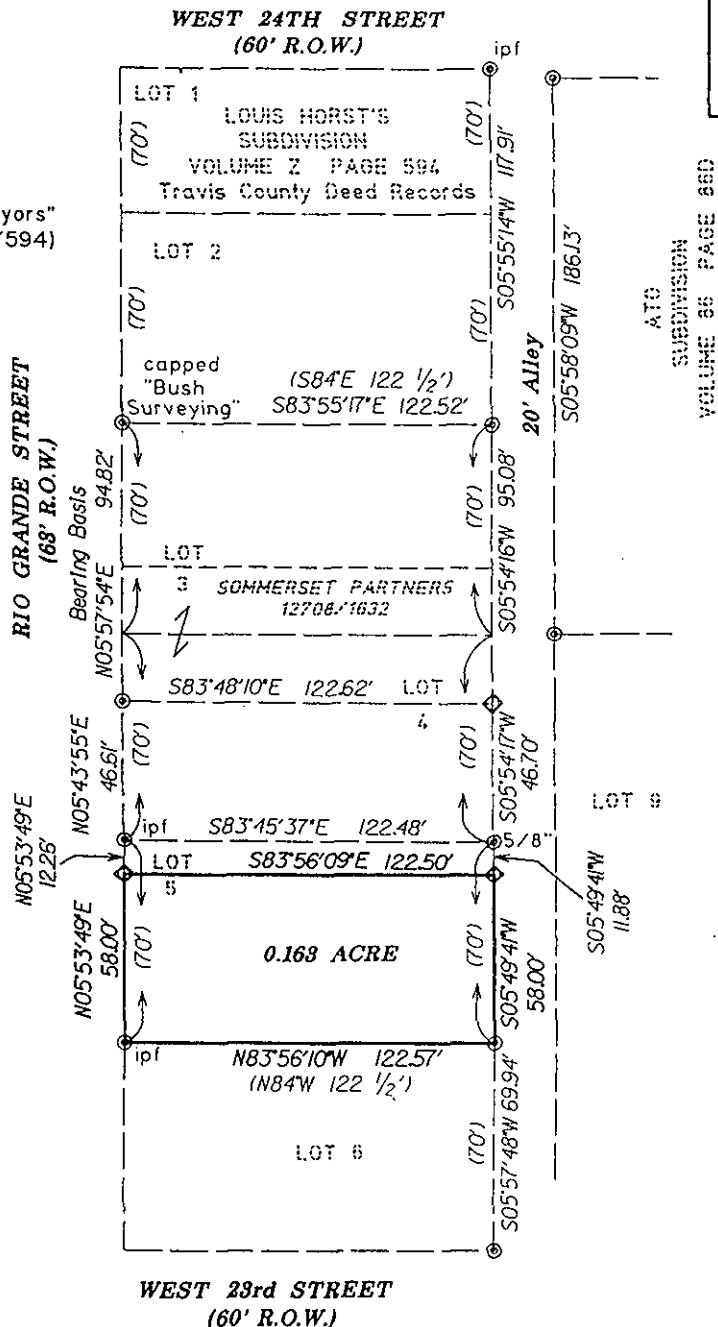 WEST 24TH STREET
(60' R.O.W.)
ipf
LOT 1
(70')
(70')
LOUIS HORST'S
SUBDIVISION
VOLUME Z PAGE 594
Travis County Deed Records
S05°55'14"W 117.91'
yors"
594)
LOT 2
(70')
(70')
20' Alley
S05°58'09"W 186.13'
ATO
SUBDIVISION
VOLUME 86 PAGE 86D
capped
"Bush
Surveying"
(S84°E 122 1/2')
S83°55'17"E 122.52'
RIO GRANDE STREET
(68' R.O.W.)
Bearing Basis
N05°57'54"E 94.82'
(70')
(70')
S05°54'16"W 95.08'
LOT
3
SOMMERSET PARTNERS
12708/1632
S83°48'10"E 122.62'
LOT
4
N05°43'55"E
46.61'
(70')
(70')
S05°54'17"W
46.70'
LOT 9
ipf
S83°45'37"E 122.48'
5/8"
N05°53'49"E
12.26'
LOT
5
S83°56'09"E 122.50'
S05°49'41"W
11.88'
N05°53'49"E
58.00'
(70')
0.163 ACRE
(70')
S05°49'41"W
58.00'
ipf
N83°56'10"W 122.57'
(N84°W 122 1/2')
LOT 6
(70')
S05°57'48"W 69.94'
WEST 23rd STREET
(60' R.O.W.)